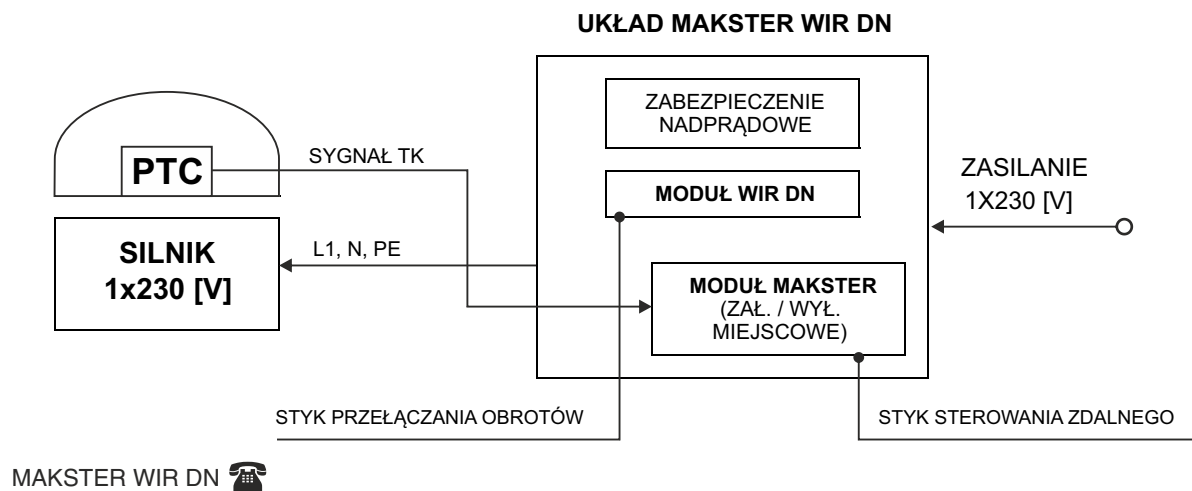 UKŁAD MAKSTER WIR DN
ZABEZPIECZENIE
NADPRĄDOWE
PTC
SYGNAŁ TK
MODUŁ WIR DN
ZASILANIE
1X230 [V]
SILNIK
1x230 [V]
L1, N, PE
MODUŁ MAKSTER
(ZAŁ. / WYŁ.
MIEJSCOWE)
STYK PRZEŁĄCZANIA OBROTÓW
STYK STEROWANIA ZDALNEGO
MAKSTER WIR DN